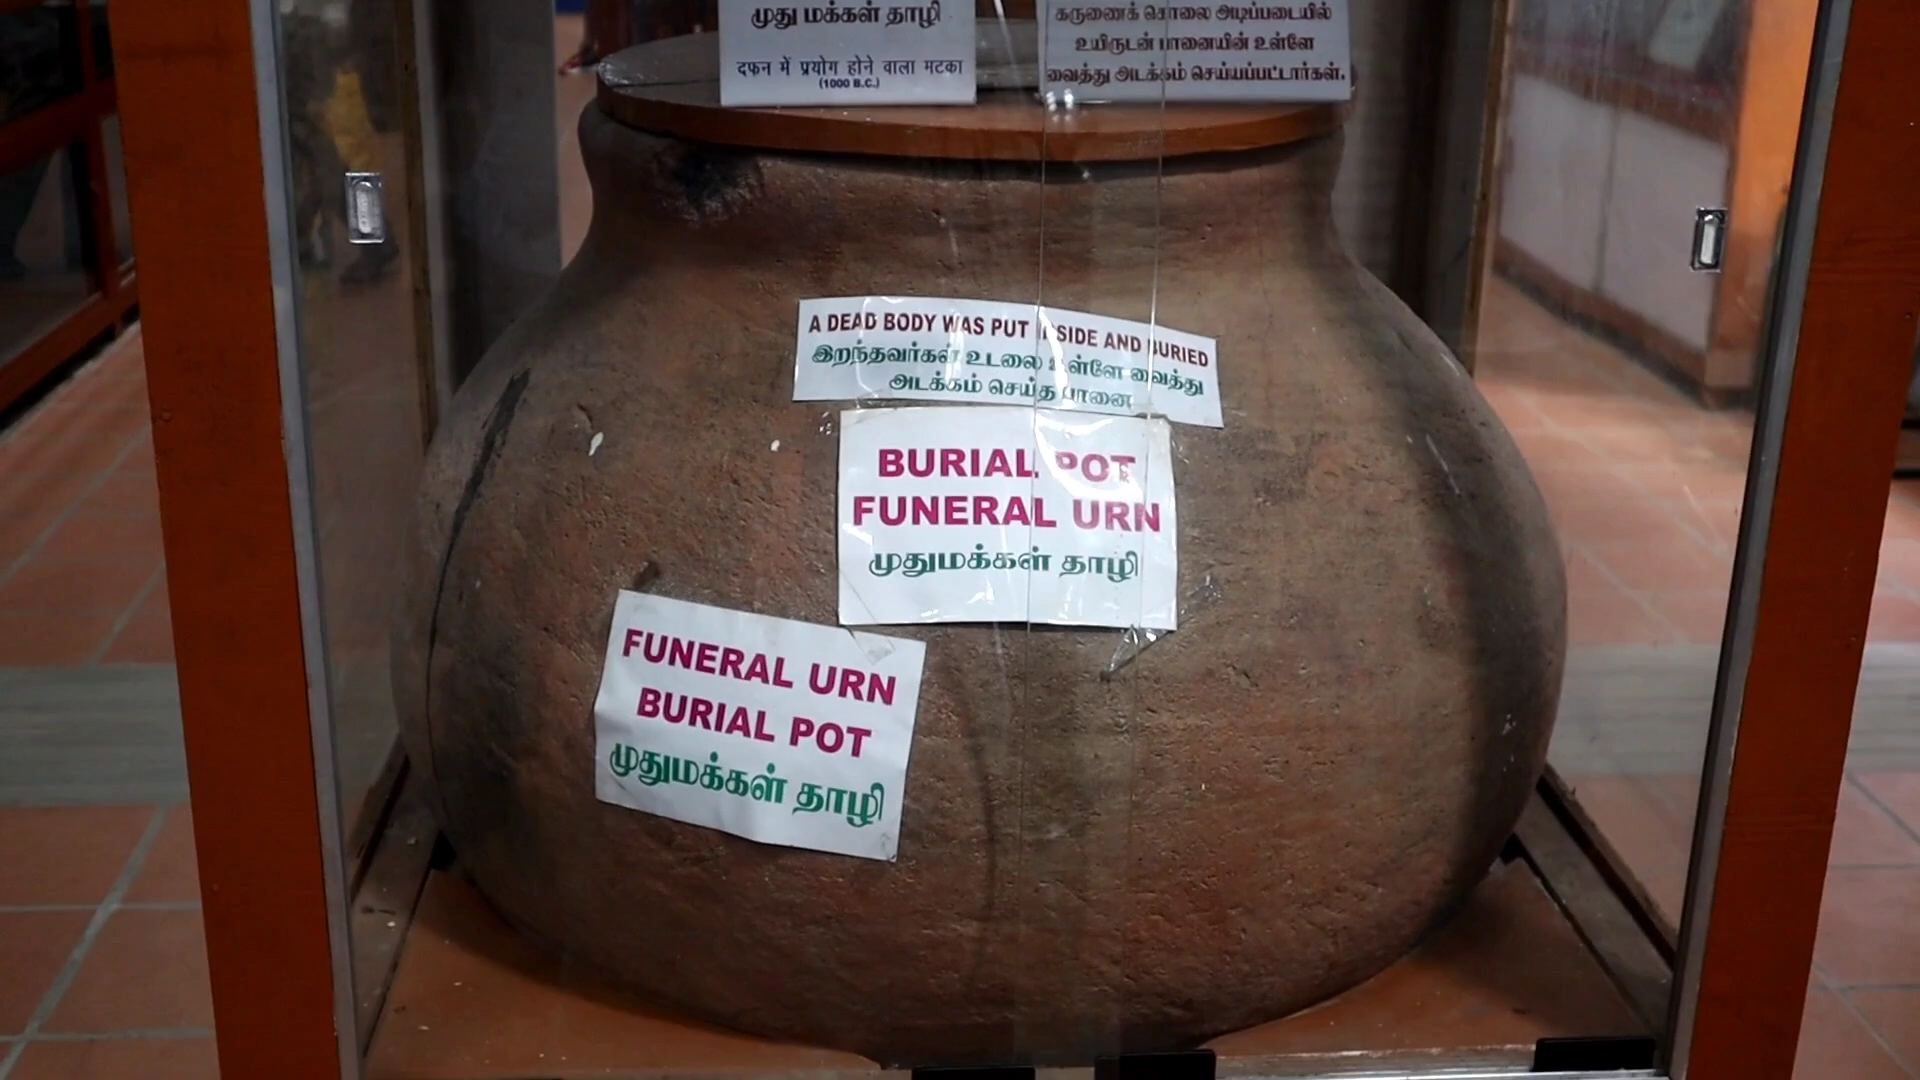 முது மக்கள் தாழி
दफन में प्रयोग होने वाला मटका
(1000 B.C.)
கருணைக் கொலை அடிப்படையில்
உயிருடன் பானையின் உள்ளே
வைத்து அடக்கம் செய்யப்பட்டார்கள்.
A DEAD BODY WAS PUT INSIDE AND BURIED
இறந்தவர்கள் உடலை உள்ளே வைத்து
அடக்கம் செய்த பானை
BURIAL POT
FUNERAL URN
முதுமக்கள் தாழி
FUNERAL URN
BURIAL POT
முதுமக்கள் தாழி